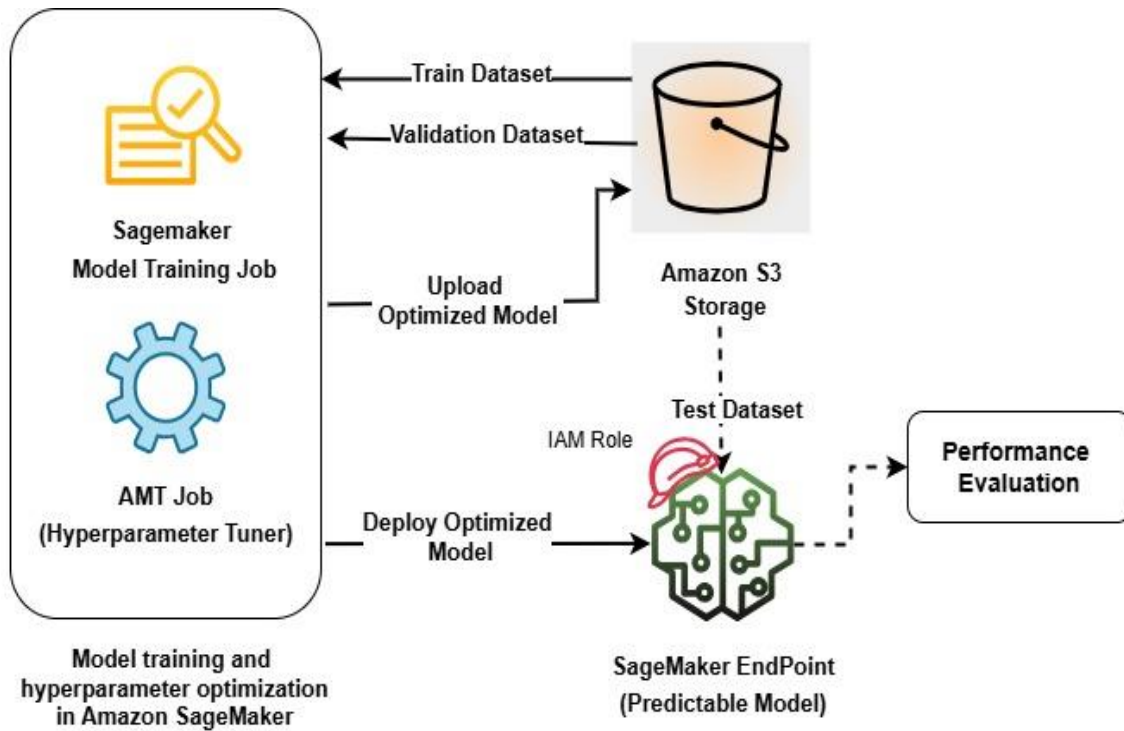 Train Dataset
Validation Dataset
Sagemaker
Model Training Job
Upload
Optimized Model
Amazon S3
Storage
Test Dataset
IAM Role
AMT Job
(Hyperparameter Tuner)
Deploy Optimized
Model
Performance
Evaluation
Model training and
hyperparameter optimization
in Amazon SageMaker
SageMaker EndPoint
(Predictable Model)